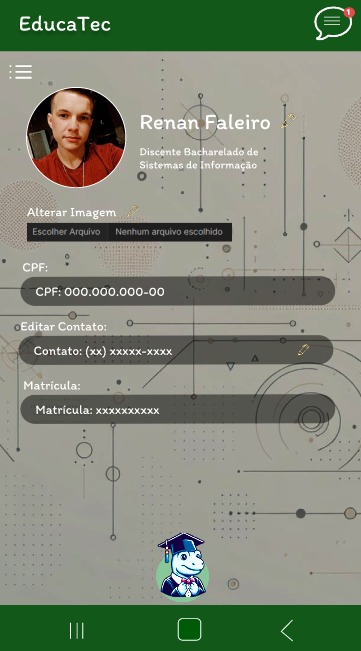 EducaTec
1
Renan Faleiro
Discente Bacharelado de
Sistemas de Informação
Alterar Imagem
Escolher Arquivo Nenhum arquivo escolhido
CPF:
CPF: 000.000.000-00
Editar Contato:
Contato: (xx) xxxxx-xxxx
Matrícula:
Matrícula: xxxxxxxxxx